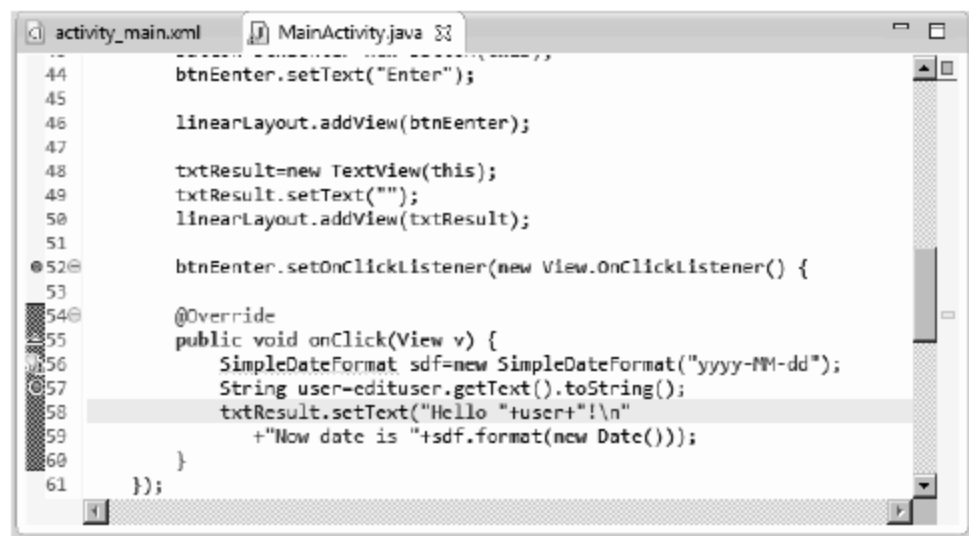 activity_main.xml MainActivity.java
44 btnEenter.setText("Enter");
45
46 linearLayout.addView(btnEenter);
47
48 txtResult=new TextView(this);
49 txtResult.setText("");
50 linearLayout.addView(txtResult);
51
52 btnEenter.setOnClickListener(new View.OnClickListener() {
53
54 @Override
55 public void onClick(View v) {
56 SimpleDateFormat sdf=new SimpleDateFormat("yyyy-MM-dd");
57 String user=edituser.getText().toString();
58 txtResult.setText("Hello "+user+"!\n"
59 +"Now date is "+sdf.format(new Date()));
60 }
61 });